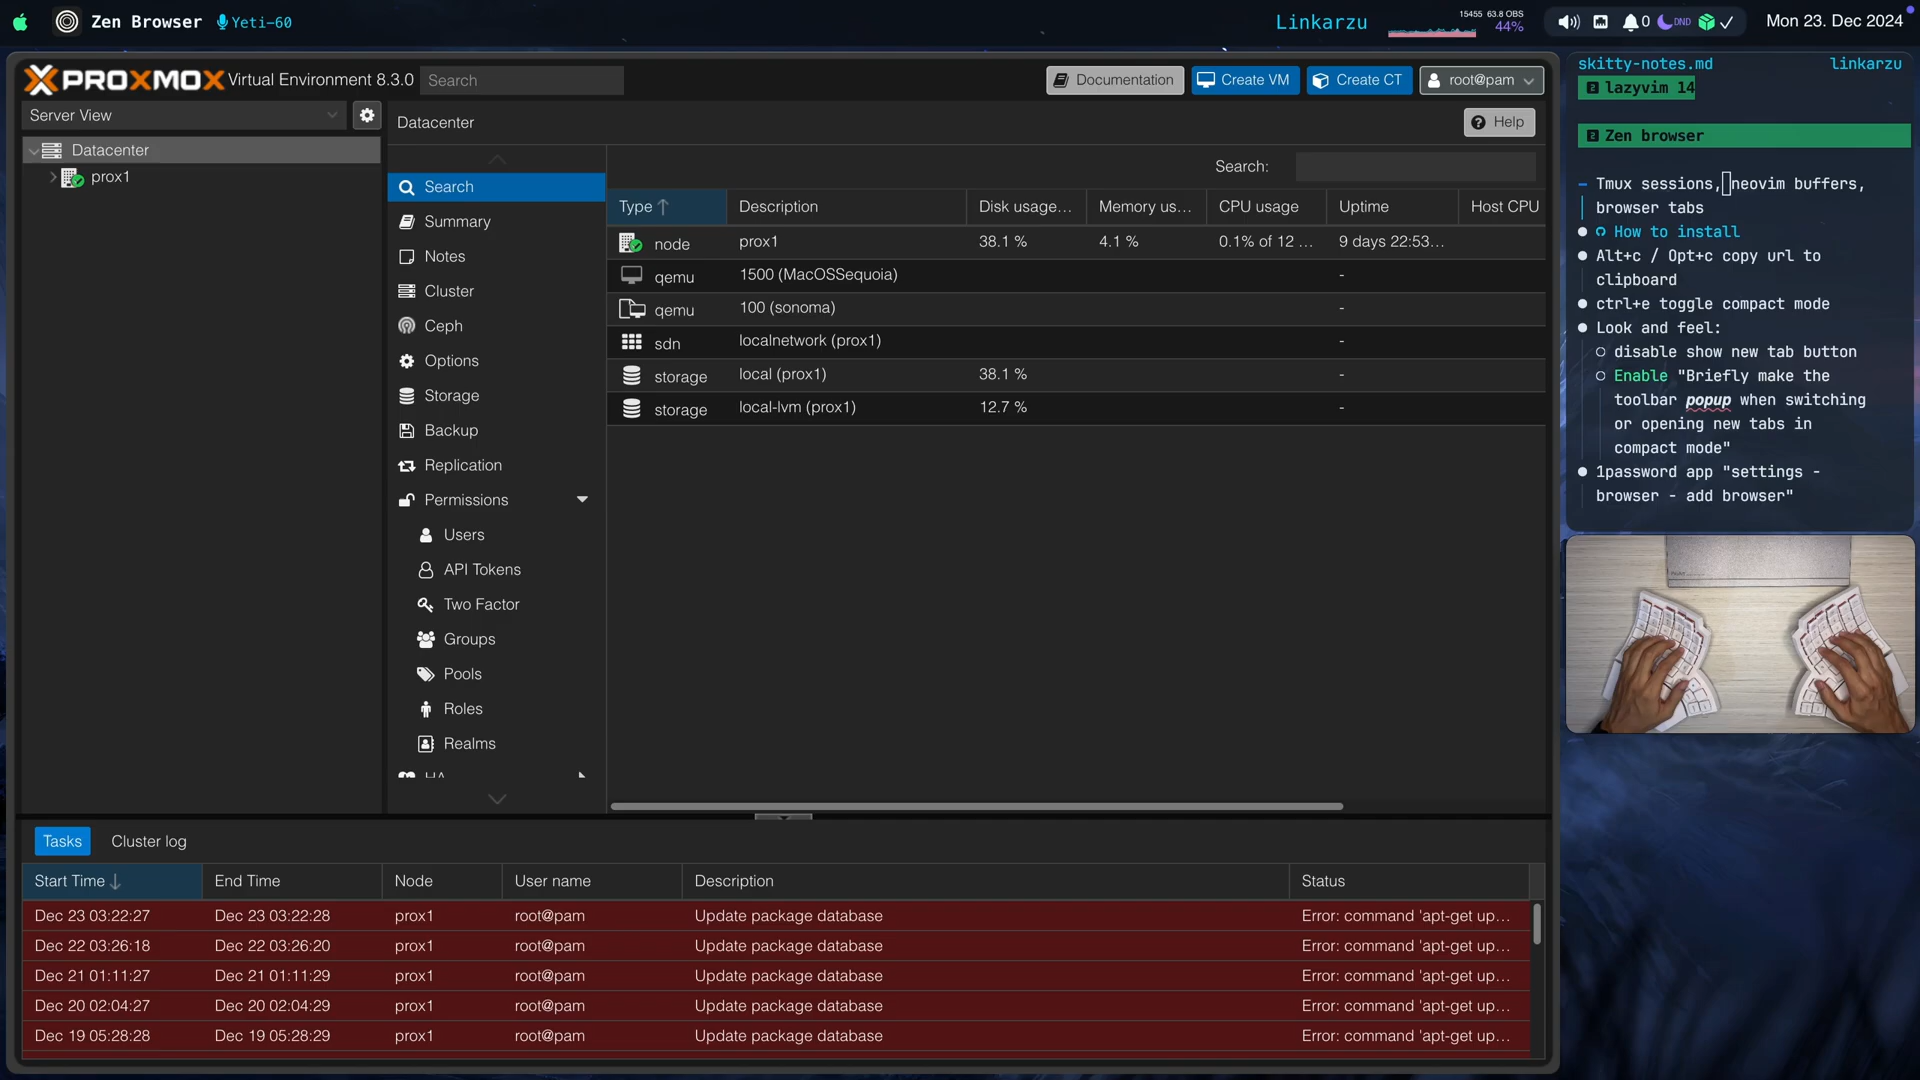 Zen Browser
Yeti-60
Linkarzu
15455 63.8 OBS
44%
0
DND
Mon 23. Dec 2024
PROXMOX
Virtual Environment 8.3.0
Search
Documentation
Create VM
Create CT
root@pam
Server View
Datacenter
prox1
Datacenter
Help
Search
Summary
Notes
Cluster
Ceph
Options
Storage
Backup
Replication
Permissions
Users
API Tokens
Two Factor
Groups
Pools
Roles
Realms
HA
Search:
Type Description Disk usage... Memory us... CPU usage Uptime Host CPU
node prox1 38.1 % 4.1 % 0.1% of 12 ... 9 days 22:53...
qemu 1500 (MacOSSequoia) -
qemu 100 (sonoma) -
sdn localnetwork (prox1) -
storage local (prox1) 38.1 % -
storage local-lvm (prox1) 12.7 % -
Tasks Cluster log
Start Time End Time Node User name Description Status
Dec 23 03:22:27 Dec 23 03:22:28 prox1 root@pam Update package database Error: command 'apt-get up...
Dec 22 03:26:18 Dec 22 03:26:20 prox1 root@pam Update package database Error: command 'apt-get up...
Dec 21 01:11:27 Dec 21 01:11:29 prox1 root@pam Update package database Error: command 'apt-get up...
Dec 20 02:04:27 Dec 20 02:04:29 prox1 root@pam Update package database Error: command 'apt-get up...
Dec 19 05:28:28 Dec 19 05:28:29 prox1 root@pam Update package database Error: command 'apt-get up...
skitty-notes.md linkarzu
2 lazyvim 14
2 Zen browser
- Tmux sessions, neovim buffers,
browser tabs
How to install
Alt+c / Opt+c copy url to
clipboard
ctrl+e toggle compact mode
Look and feel:
disable show new tab button
Enable "Briefly make the
toolbar popup when switching
or opening new tabs in
compact mode"
1password app "settings -
browser - add browser"